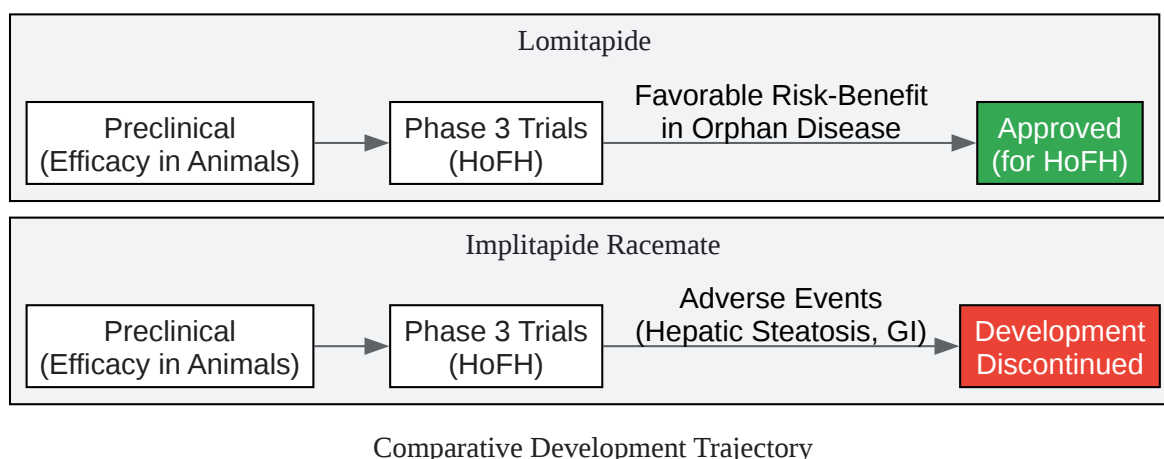 Lomitapide
Preclinical
(Efficacy in Animals)
Phase 3 Trials
(HoFH)
Favorable Risk-Benefit
in Orphan Disease
Approved
(for HoFH)
Implitapide Racemate
Preclinical
(Efficacy in Animals)
Phase 3 Trials
(HoFH)
Adverse Events
(Hepatic Steatosis, GI)
Development
Discontinued
Comparative Development Trajectory